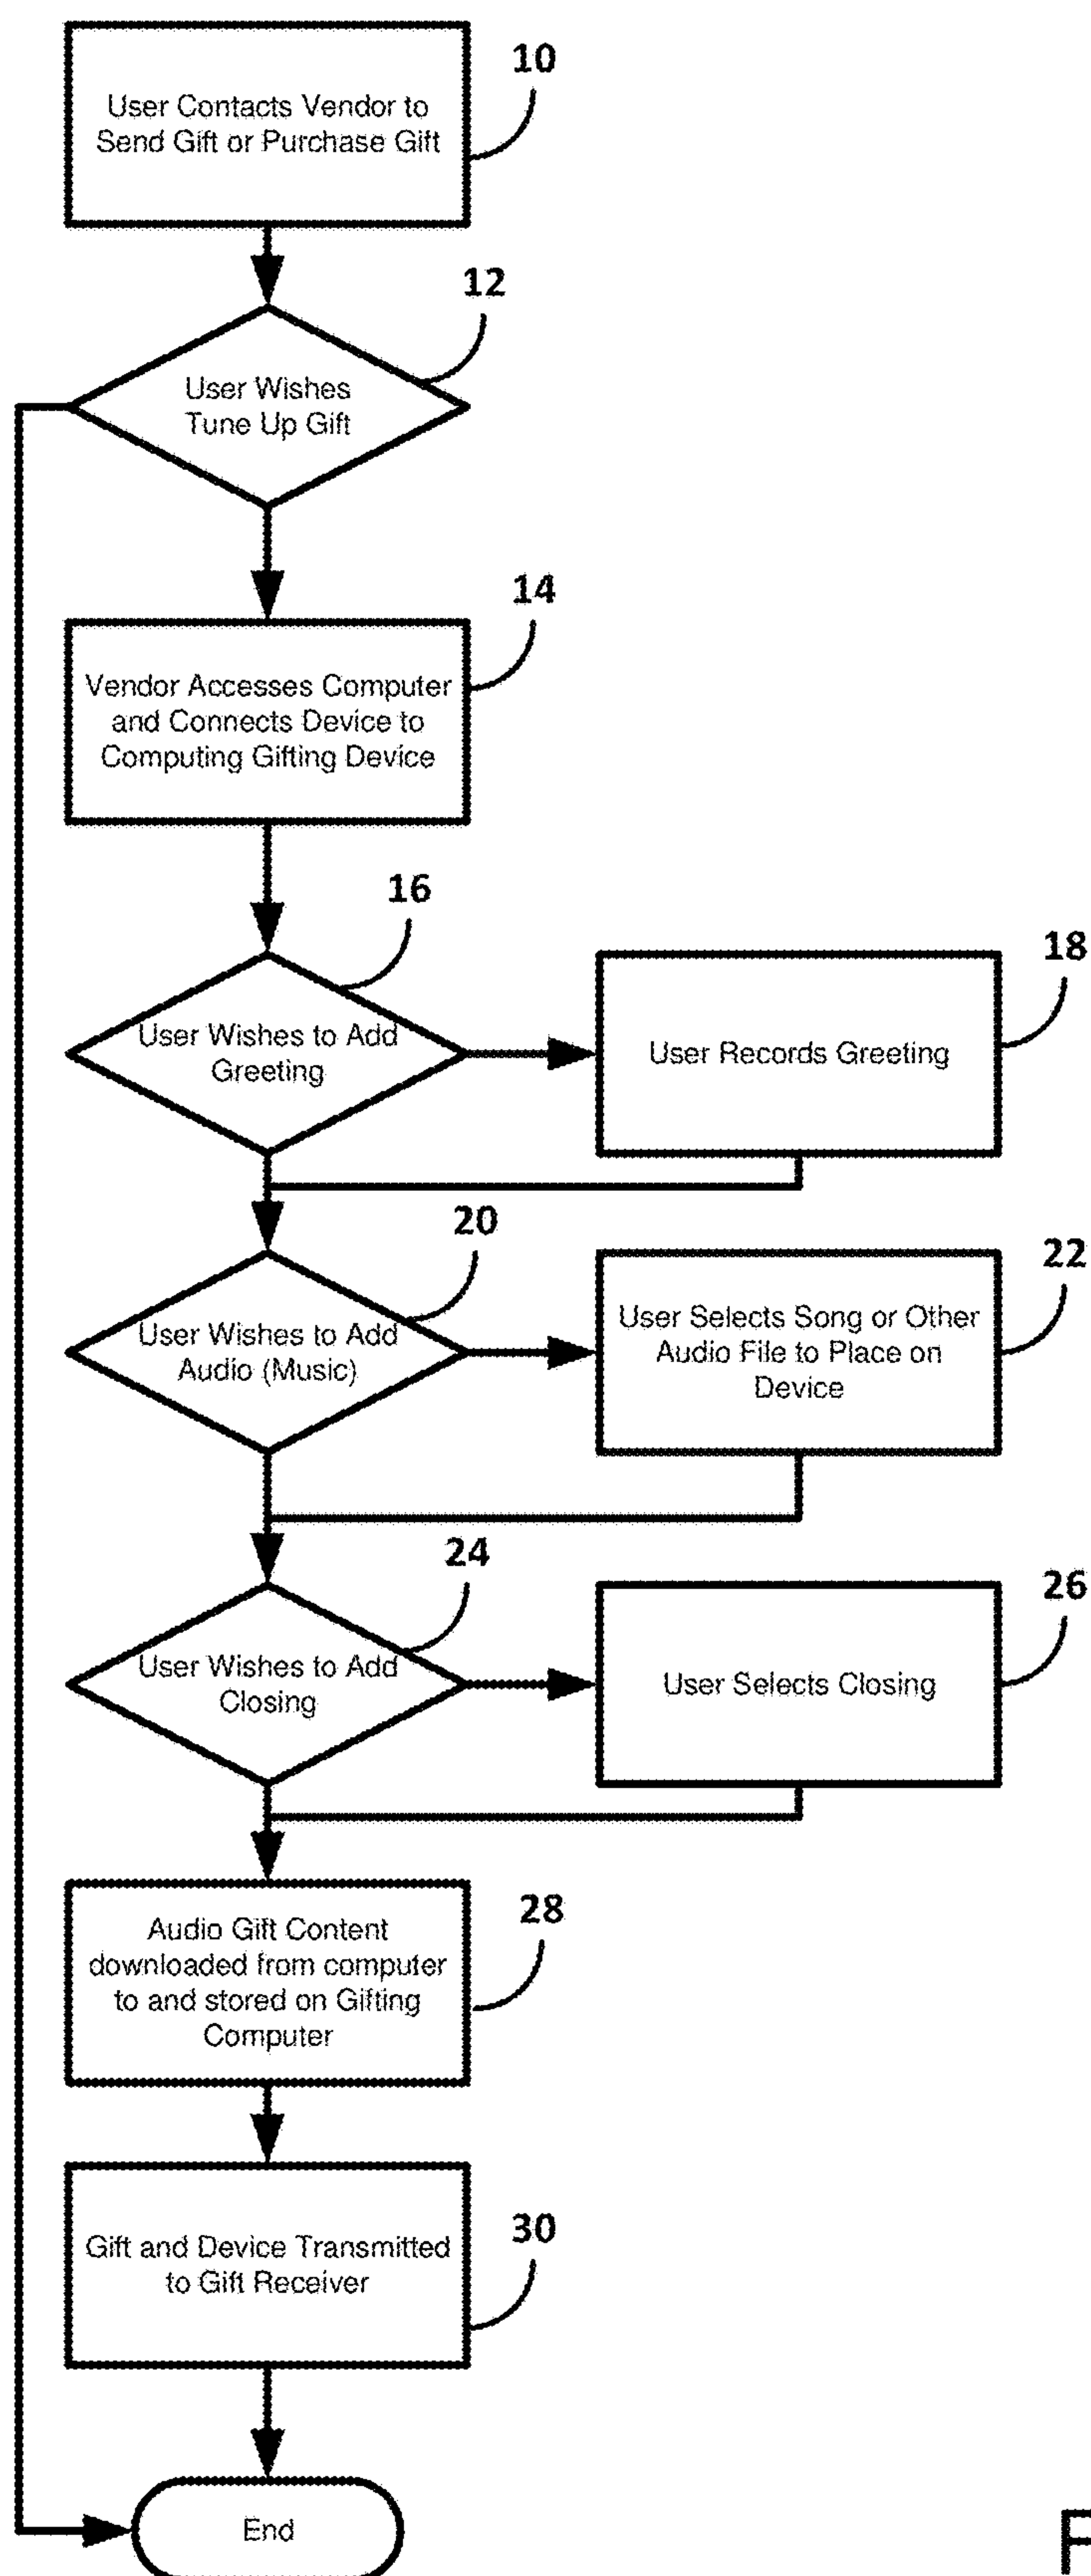 10
User Contacts Vendor to
Send Gift or Purchase Gift
12
User Wishes
Tune Up Gift
14
Vendor Accesses Computer
and Connects Device to
Computing Gifting Device
16
User Wishes to Add
Greeting
18
User Records Greeting
20
User Wishes to Add
Audio (Music)
22
User Selects Song or Other
Audio File to Place on
Device
24
User Wishes to Add
Closing
26
User Selects Closing
28
Audio Gift Content
downloaded from computer
to and stored on Gifting
Computer
30
Gift and Device Transmitted
to Gift Receiver
End